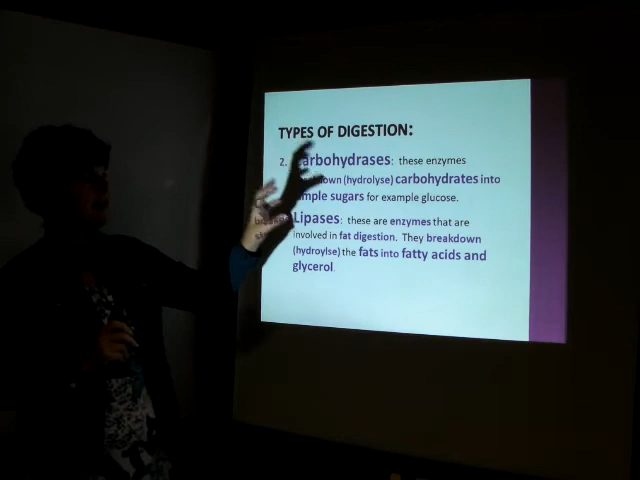 TYPES OF DIGESTION:
2. arbohydrases: these enzymes
down (hydrolyse) carbohydrates into
mple sugars for example glucose.
Lipases: these are enzymes that are
involved in fat digestion. They breakdown
(hydroylse) the fats into fatty acids and
glycerol.